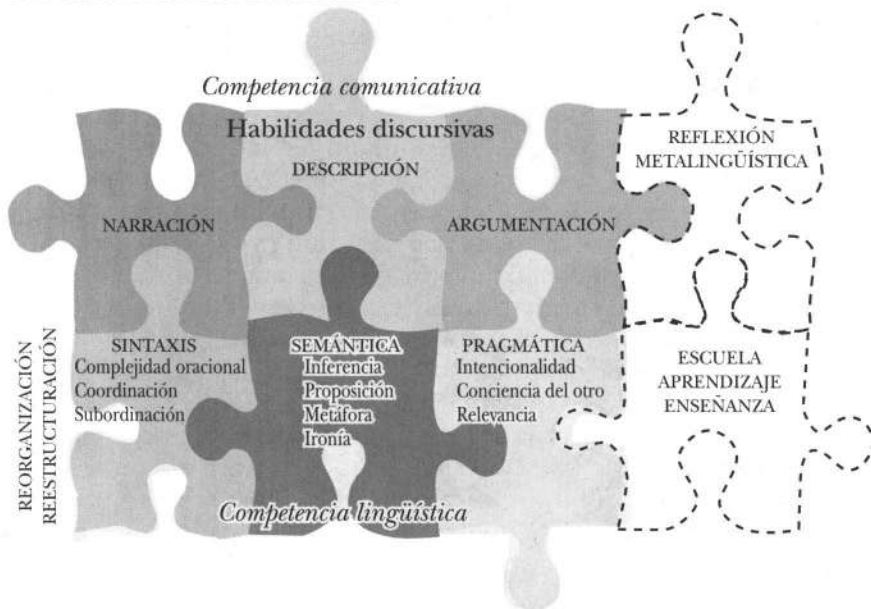 Competencia comunicativa
Habilidades discursivas
DESCRIPCIÓN
NARRACIÓN
ARGUMENTACIÓN
REFLEXIÓN
METALINGÜÍSTICA
REORGANIZACIÓN
REESTRUCTURACIÓN
SINTAXIS
Complejidad oracional
Coordinación
Subordinación
SEMÁNTICA
Inferencia
Proposición
Metáfora
Ironía
PRAGMÁTICA
Intencionalidad
Conciencia del otro
Relevancia
ESCUELA
APRENDIZAJE
ENSEÑANZA
Competencia lingüística